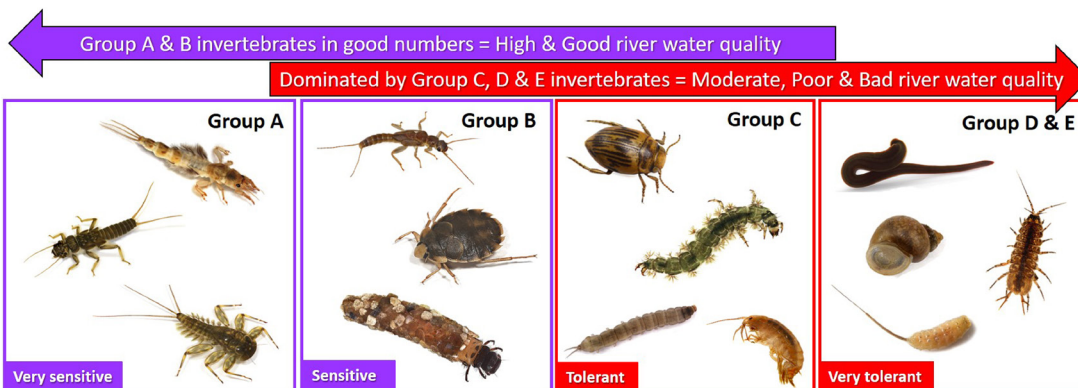 Group A & B invertebrates in good numbers = High & Good river water quality
Dominated by Group C, D & E invertebrates = Moderate, Poor & Bad river water quality
Group A
Group B
Group C
Group D & E
Very sensitive
Sensitive
Tolerant
Very tolerant